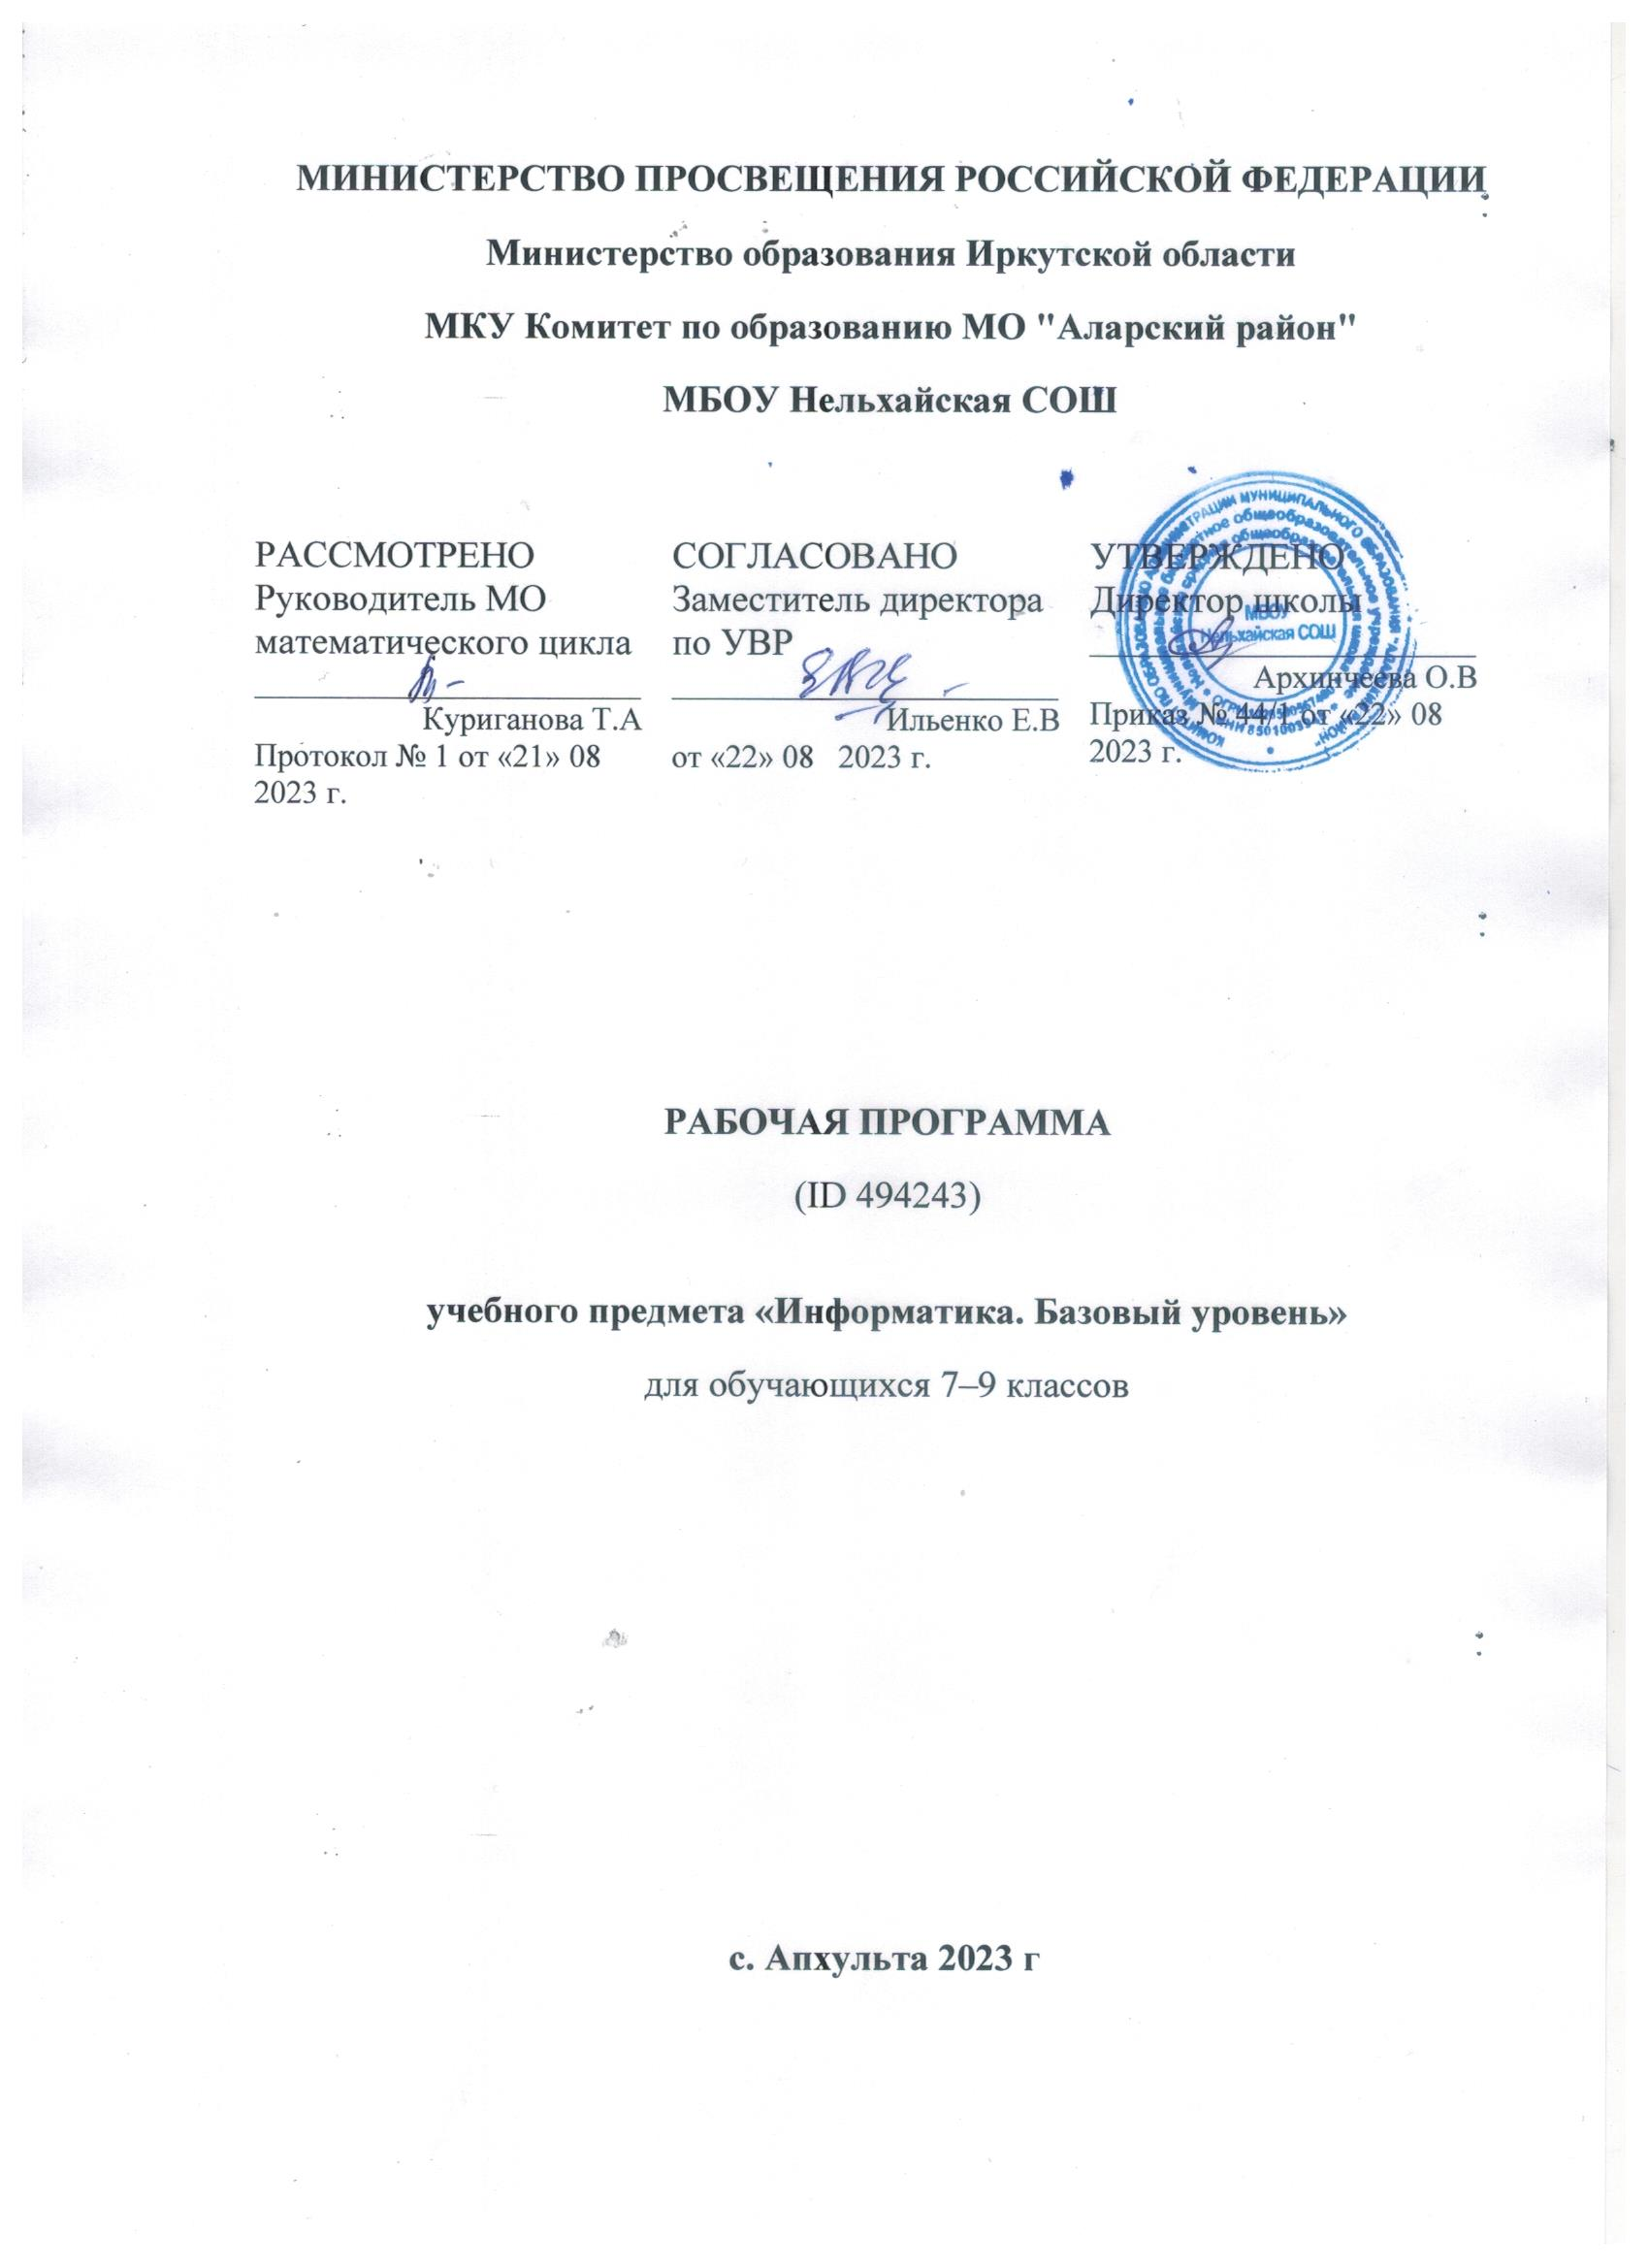 МИНИСТЕРСТВО ПРОСВЕЩЕНИЯ РОССИЙСКОЙ ФЕДЕРАЦИИ
Министерство образования Иркутской области
МКУ Комитет по образованию МО "Аларский район"
МБОУ Нельхайская СОШ
РАССМОТРЕНО
Руководитель МО
математического цикла
Куриганова Т.А
Протокол № 1 от «21» 08
2023 г.
СОГЛАСОВАНО
Заместитель директора
по УВР
Ильенко Е.В
от «22» 08 2023 г.
УТВЕРЖДЕНО
Директор школы
Архинчеева О.В
Приказ № 44/1 от «22» 08
2023 г.
МБОУ
Нельхайская СОШ
РАБОЧАЯ ПРОГРАММА
(ID 494243)
учебного предмета «Информатика. Базовый уровень»
для обучающихся 7–9 классов
с. Апхульта 2023 г